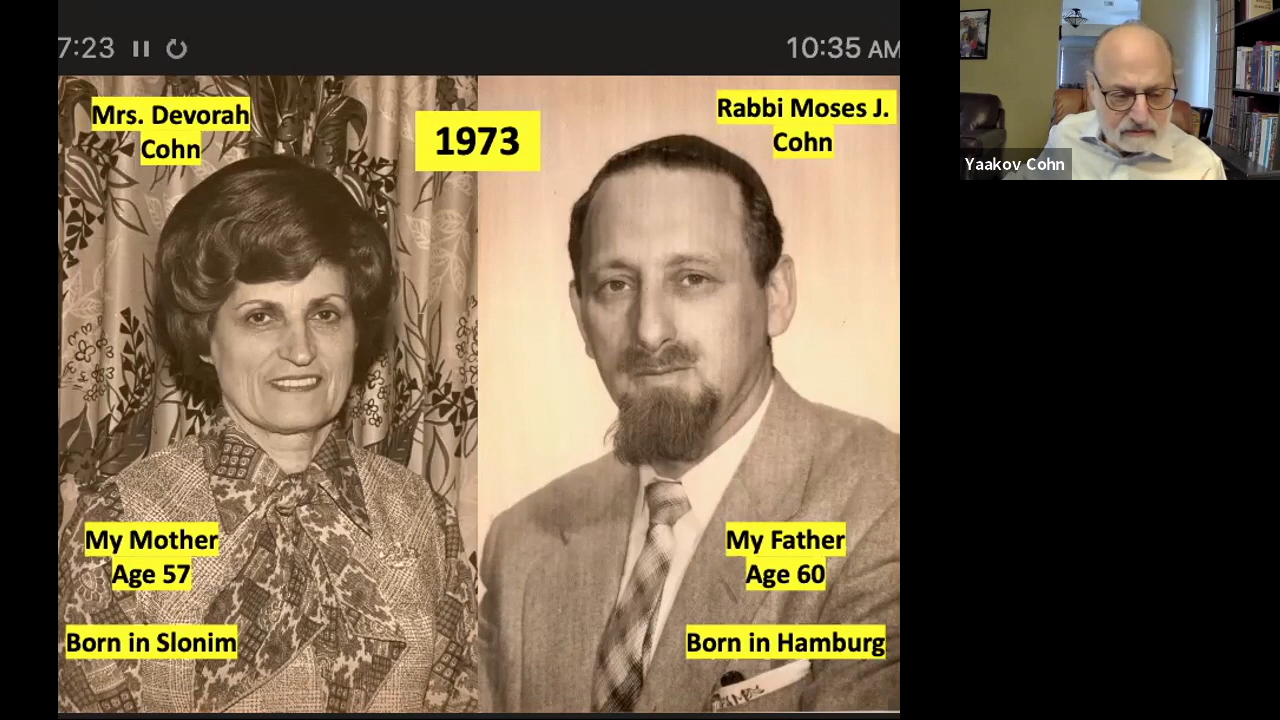 7:23
10:35 AM
Mrs. Devorah
Cohn
1973
Rabbi Moses J.
Cohn
Yaakov Cohn
My Mother
Age 57
Born in Slonim
My Father
Age 60
Born in Hamburg